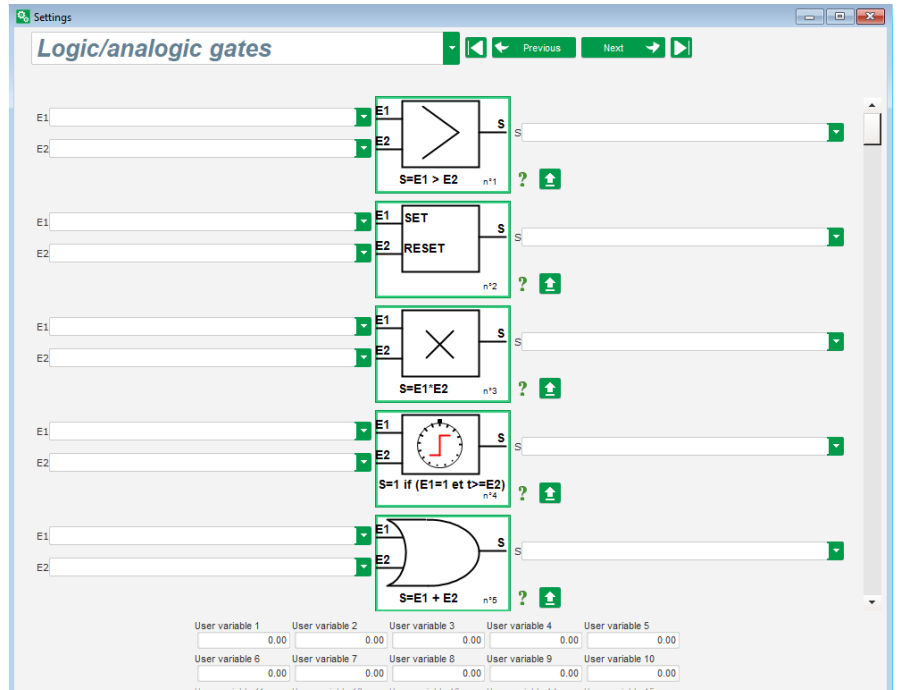 Settings
Logic/analogic gates
Previous
Next
E1
E2
E1
E2
S
S=E1 > E2
n°1
S
?
E1
E2
E1
E2
SET
RESET
S
n°2
S
?
E1
E2
E1
E2
S
S=E1*E2
n°3
S
?
E1
E2
E1
E2
S
S=1 if (E1=1 et t>=E2)
n°4
S
?
E1
E2
E1
E2
S
S=E1 + E2
n°5
S
?
User variable 1 User variable 2 User variable 3 User variable 4 User variable 5
0.00 0.00 0.00 0.00 0.00
User variable 6 User variable 7 User variable 8 User variable 9 User variable 10
0.00 0.00 0.00 0.00 0.00